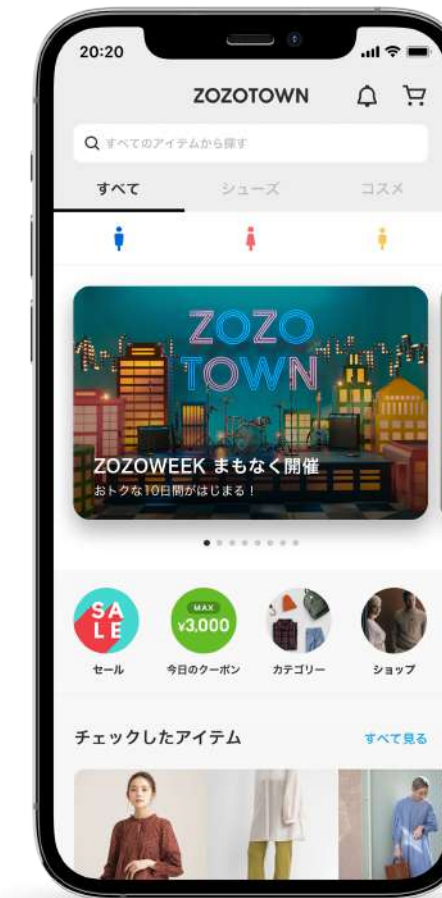 20:20
ZOZOTOWN
すべてのアイテムから探す
すべて
シューズ
コスメ
ZOZO
TOWN
ZOZOWEEK まもなく開催
おトクな10日間がはじまる！
SA
LE
MAX
¥3,000
セール
今日のクーポン
カテゴリー
ショップ
チェックしたアイテム
すべて見る